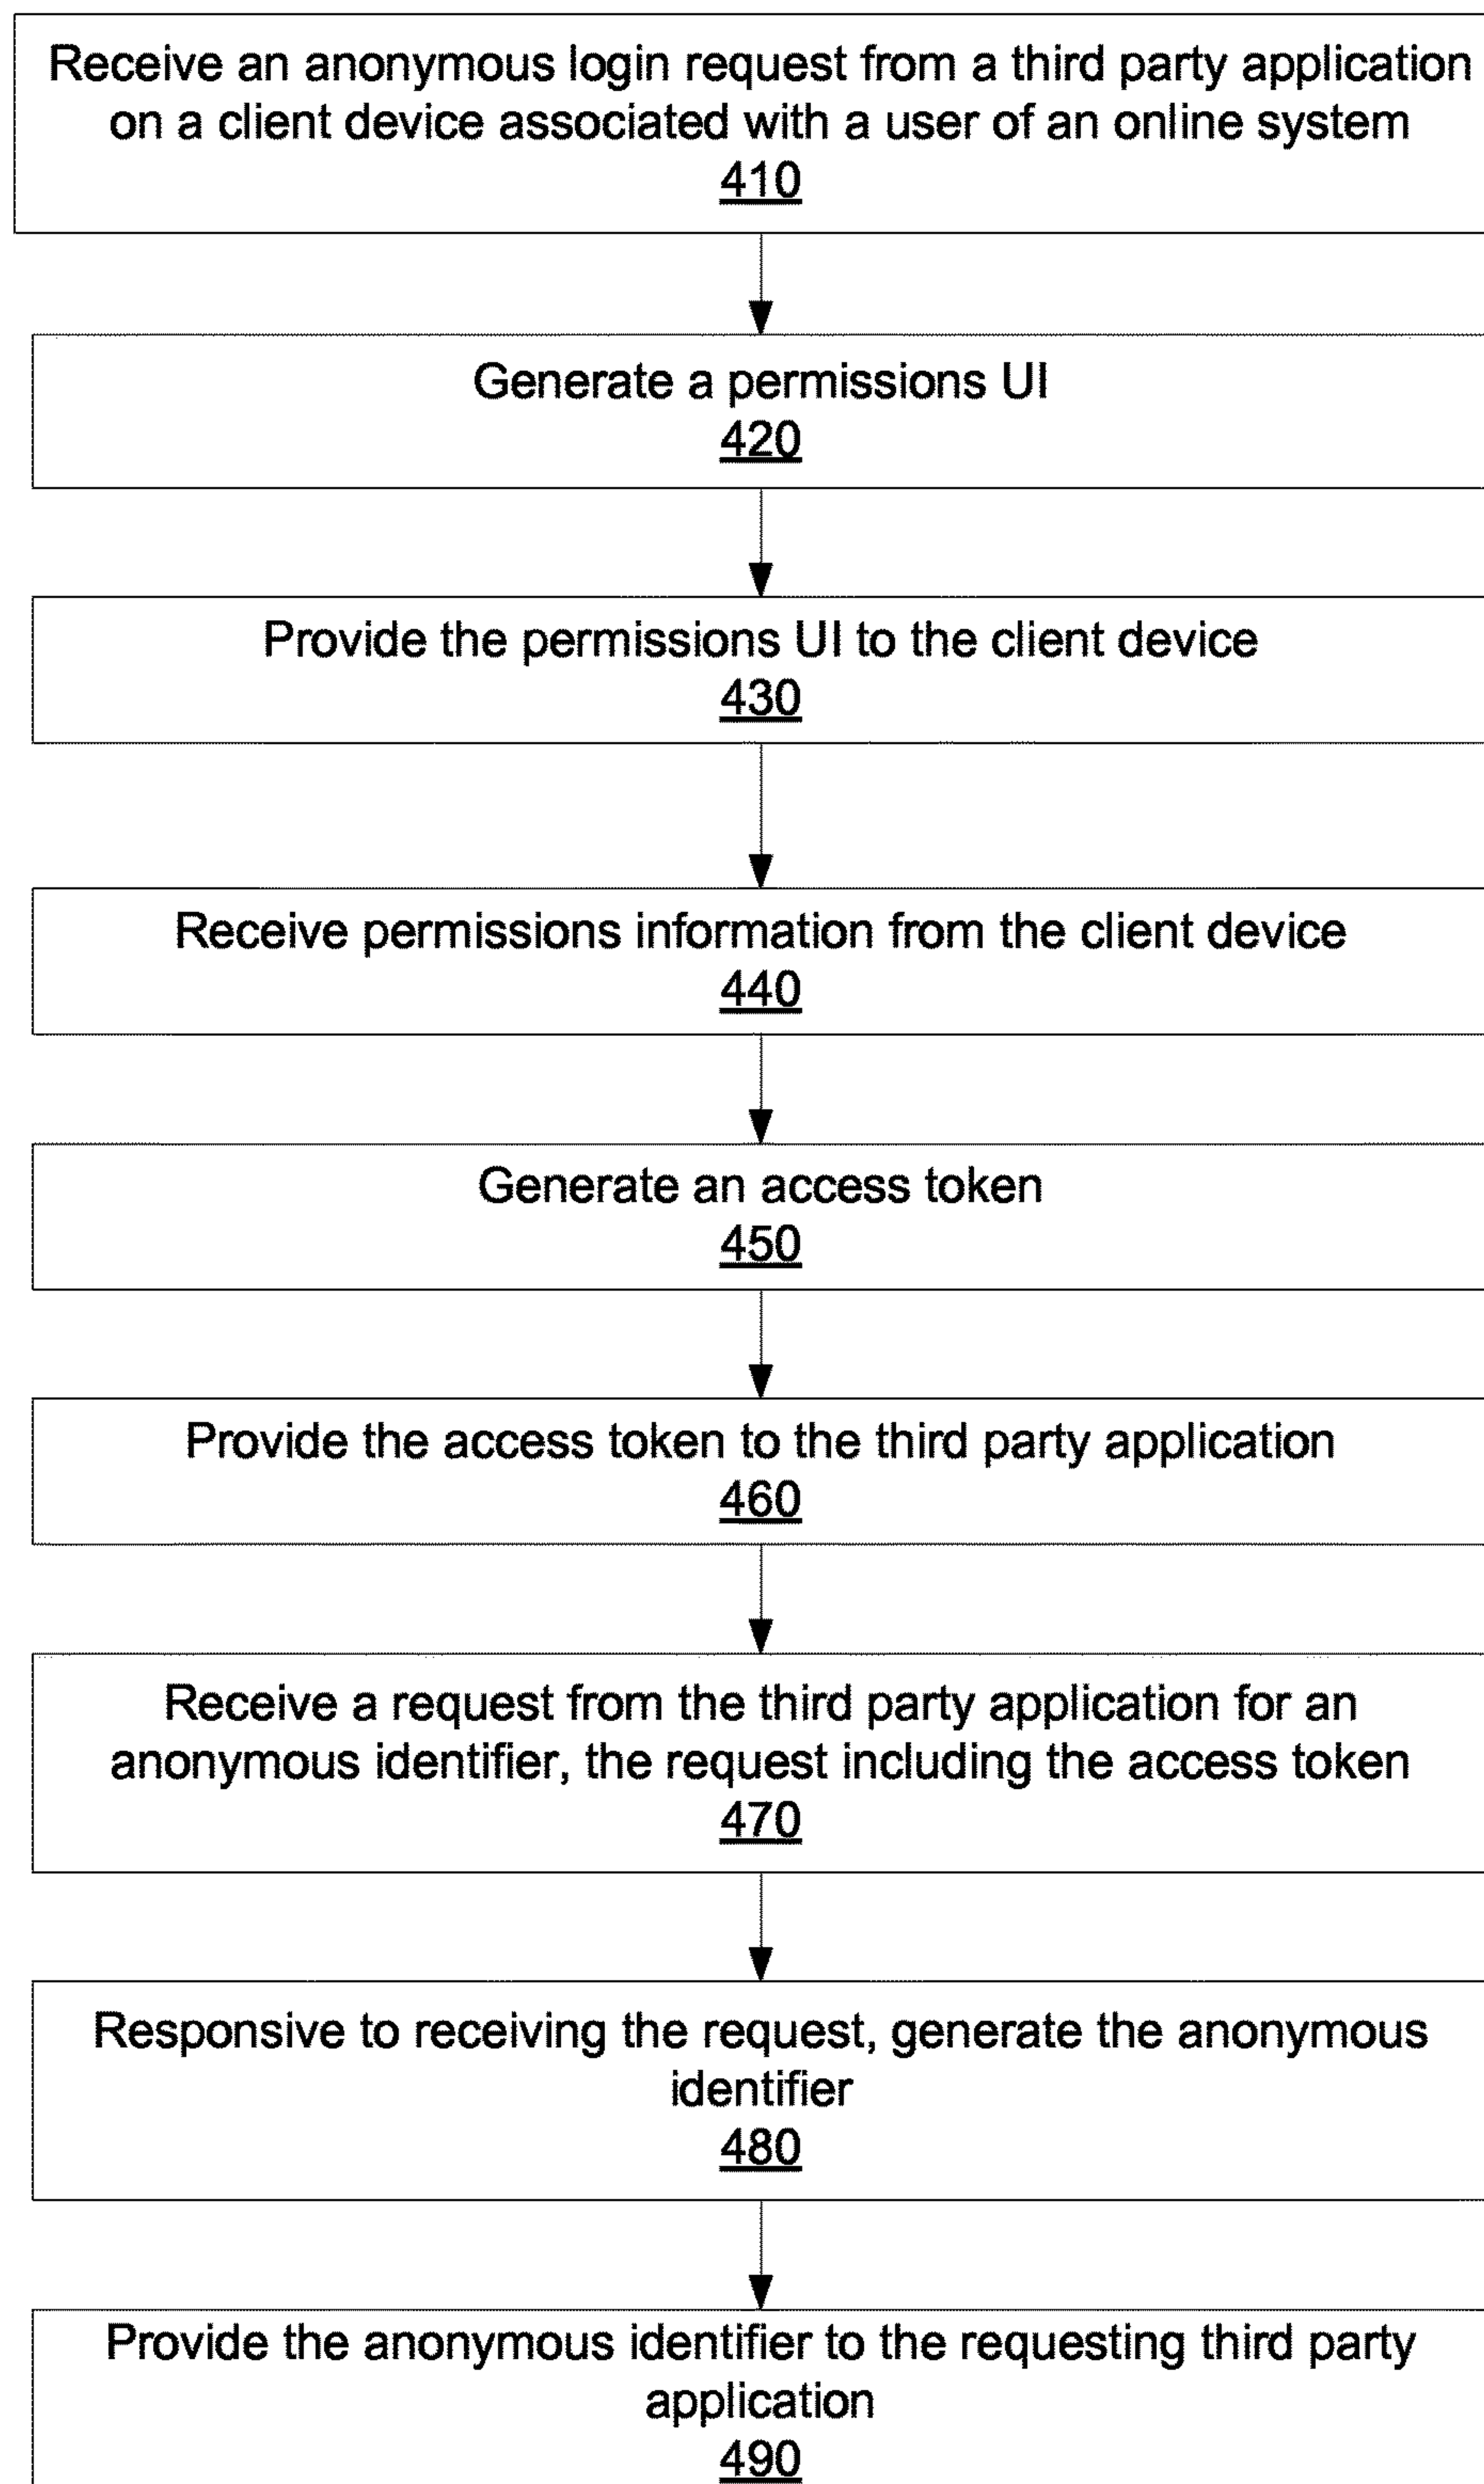 Receive an anonymous login request from a third party application
on a client device associated with a user of an online system
410
Generate a permissions UI
420
Provide the permissions UI to the client device
430
Receive permissions information from the client device
440
Generate an access token
450
Provide the access token to the third party application
460
Receive a request from the third party application for an
anonymous identifier, the request including the access token
470
Responsive to receiving the request, generate the anonymous
identifier
480
Provide the anonymous identifier to the requesting third party
application
490